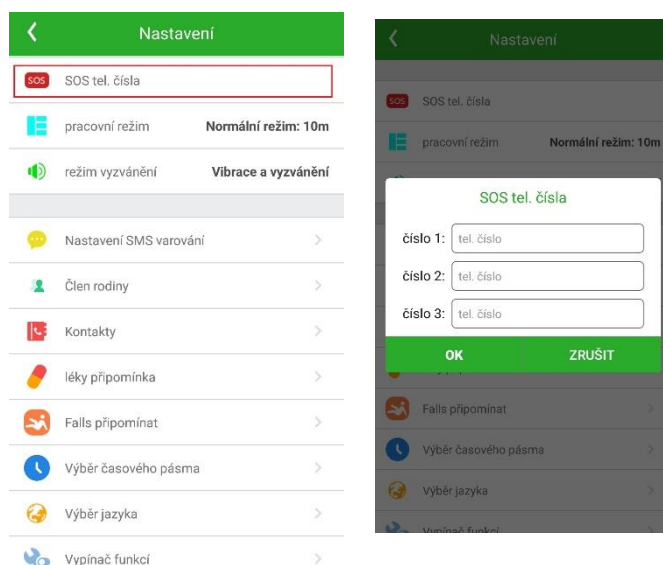 Nastavení
SOS SOS tel. čísla
pracovní režim Normální režim: 10m
režim vyzvánění Vibrace a vyzvánění
Nastavení SMS varování
Člen rodiny
Kontakty
léky připomínka
Falls připomínat
Výběr časového pásma
Výběr jazyka
Vypínač funkcí
Nastavení
SOS SOS tel. čísla
pracovní režim Normální režim: 10m
SOS tel. čísla
číslo 1: tel. číslo
číslo 2: tel. číslo
číslo 3: tel. číslo
OK ZRUŠIT
Falls připomínat
Výběr časového pásma
Výběr jazyka
Vypínač funkcí